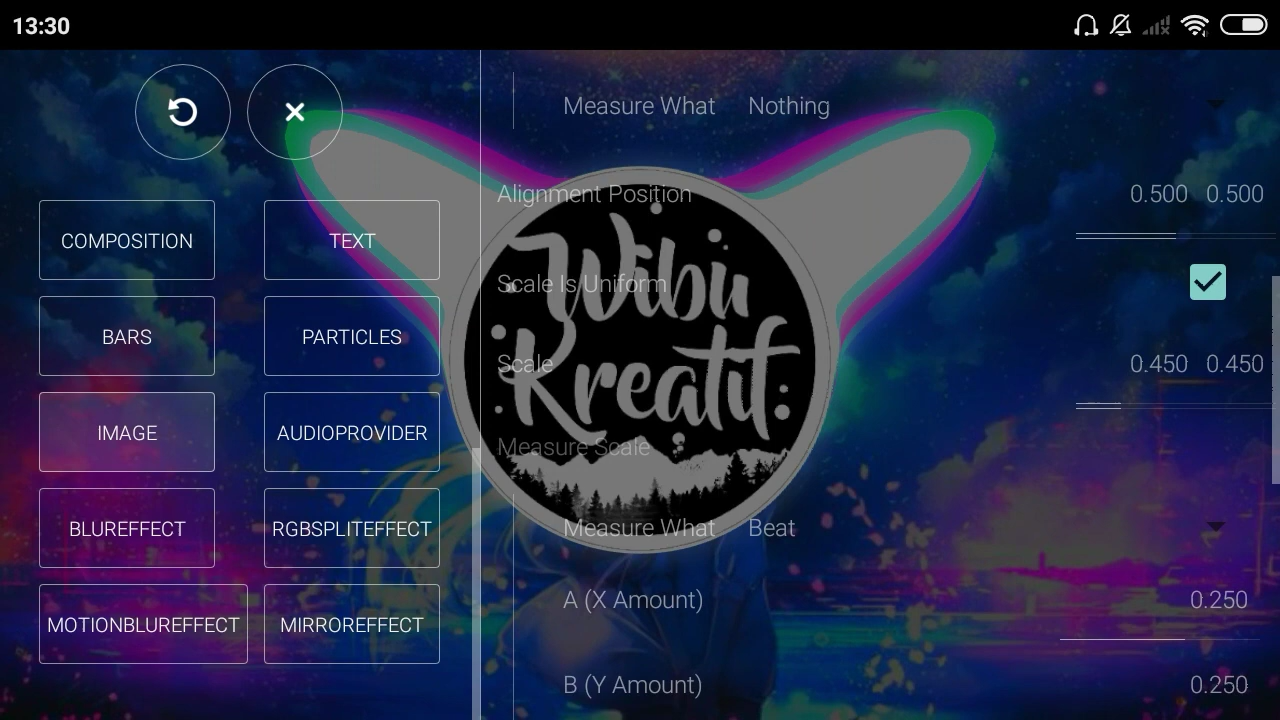 13:30
Measure What Nothing
Alignment Position 0.500 0.500
Scale Is Uniform
Scale 0.450 0.450
Measure Scale
Measure What Beat
A (X Amount) 0.250
B (Y Amount) 0.250
COMPOSITION TEXT
BARS PARTICLES
IMAGE AUDIOPROVIDER
BLUREFFECT RGBSPLITEFFECT
MOTIONBLUREFFECT MIRROREFFECT
Wibu
Kreatif